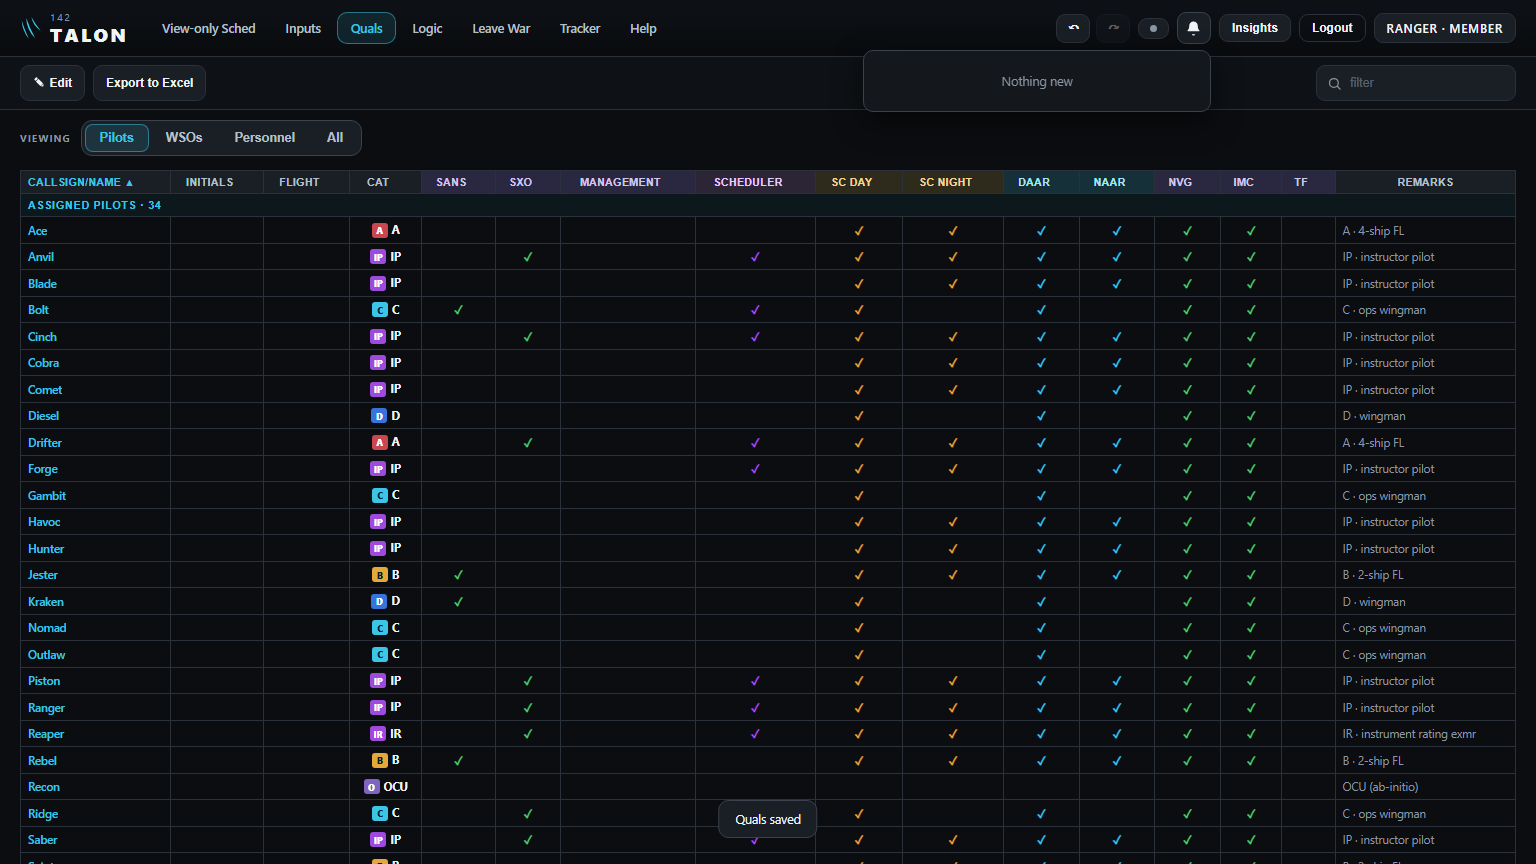 142
TALON
View-only Sched
Inputs
Quals
Logic
Leave War
Tracker
Help
Insights
Logout
RANGER · MEMBER
✎ Edit
Export to Excel
Nothing new
filter
VIEWING
Pilots
WSOs
Personnel
All
CALLSIGN/NAME ▲ INITIALS FLIGHT CAT SANS SXO MANAGEMENT SCHEDULER SC DAY SC NIGHT DAAR NAAR NVG IMC TF REMARKS
ASSIGNED PILOTS · 34
Ace A A ✓ ✓ ✓ ✓ ✓ ✓ A · 4-ship FL
Anvil IP IP ✓ ✓ ✓ ✓ ✓ ✓ ✓ ✓ IP · instructor pilot
Blade IP IP ✓ ✓ ✓ ✓ ✓ ✓ IP · instructor pilot
Bolt C C ✓ ✓ ✓ ✓ ✓ ✓ C · ops wingman
Cinch IP IP ✓ ✓ ✓ ✓ ✓ ✓ ✓ ✓ IP · instructor pilot
Cobra IP IP ✓ ✓ ✓ ✓ ✓ ✓ IP · instructor pilot
Comet IP IP ✓ ✓ ✓ ✓ ✓ ✓ IP · instructor pilot
Diesel D D ✓ ✓ ✓ ✓ D · wingman
Drifter A A ✓ ✓ ✓ ✓ ✓ ✓ ✓ ✓ A · 4-ship FL
Forge IP IP ✓ ✓ ✓ ✓ ✓ ✓ ✓ IP · instructor pilot
Gambit C C ✓ ✓ ✓ ✓ C · ops wingman
Havoc IP IP ✓ ✓ ✓ ✓ ✓ ✓ IP · instructor pilot
Hunter IP IP ✓ ✓ ✓ ✓ ✓ ✓ IP · instructor pilot
Jester B B ✓ ✓ ✓ ✓ ✓ ✓ ✓ B · 2-ship FL
Kraken D D ✓ ✓ ✓ ✓ ✓ D · wingman
Nomad C C ✓ ✓ ✓ ✓ C · ops wingman
Outlaw C C ✓ ✓ ✓ ✓ C · ops wingman
Piston IP IP ✓ ✓ ✓ ✓ ✓ ✓ ✓ ✓ IP · instructor pilot
Ranger IP IP ✓ ✓ ✓ ✓ ✓ ✓ ✓ ✓ IP · instructor pilot
Reaper IR IR ✓ ✓ ✓ ✓ ✓ ✓ ✓ ✓ IR · instrument rating exmr
Rebel B B ✓ ✓ ✓ ✓ ✓ ✓ ✓ B · 2-ship FL
Recon O OCU OCU (ab-initio)
Ridge C C ✓ ✓ ✓ ✓ ✓ C · ops wingman
Quals saved
Saber IP IP ✓ ✓ ✓ ✓ ✓ ✓ ✓ ✓ IP · instructor pilot